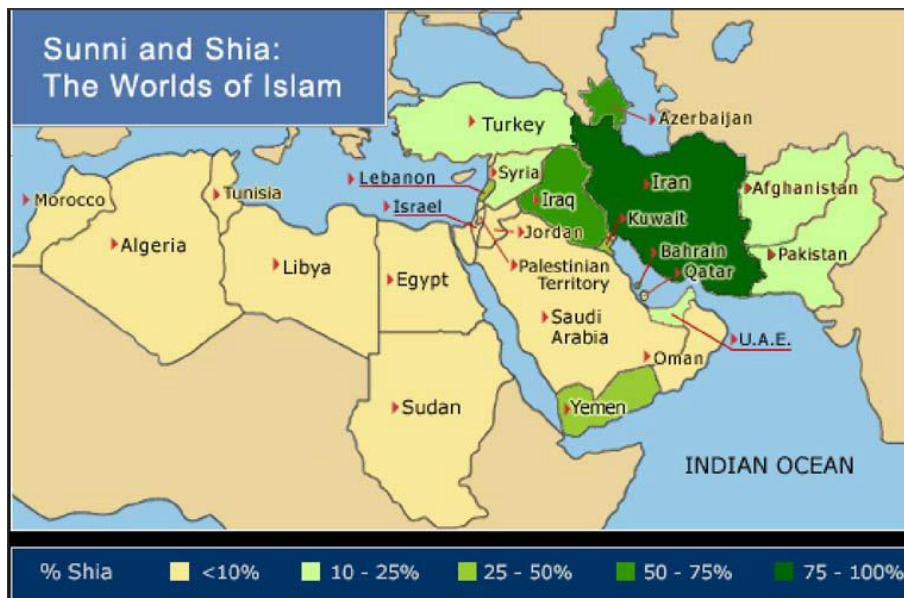 Sunni and Shia:
The Worlds of Islam
Azerbaijan
Turkey
Syria
Lebanon
Iran
Afghanistan
Morocco
Tunisia
Iraq
Israel
Kuwait
Jordan
Algeria
Bahrain
Pakistan
Libya
Egypt
Palestinian
Territory
Qatar
Saudi
Arabia
U.A.E.
Oman
Sudan
Yemen
INDIAN OCEAN
% Shia <10% 10 - 25% 25 - 50% 50 - 75% 75 - 100%